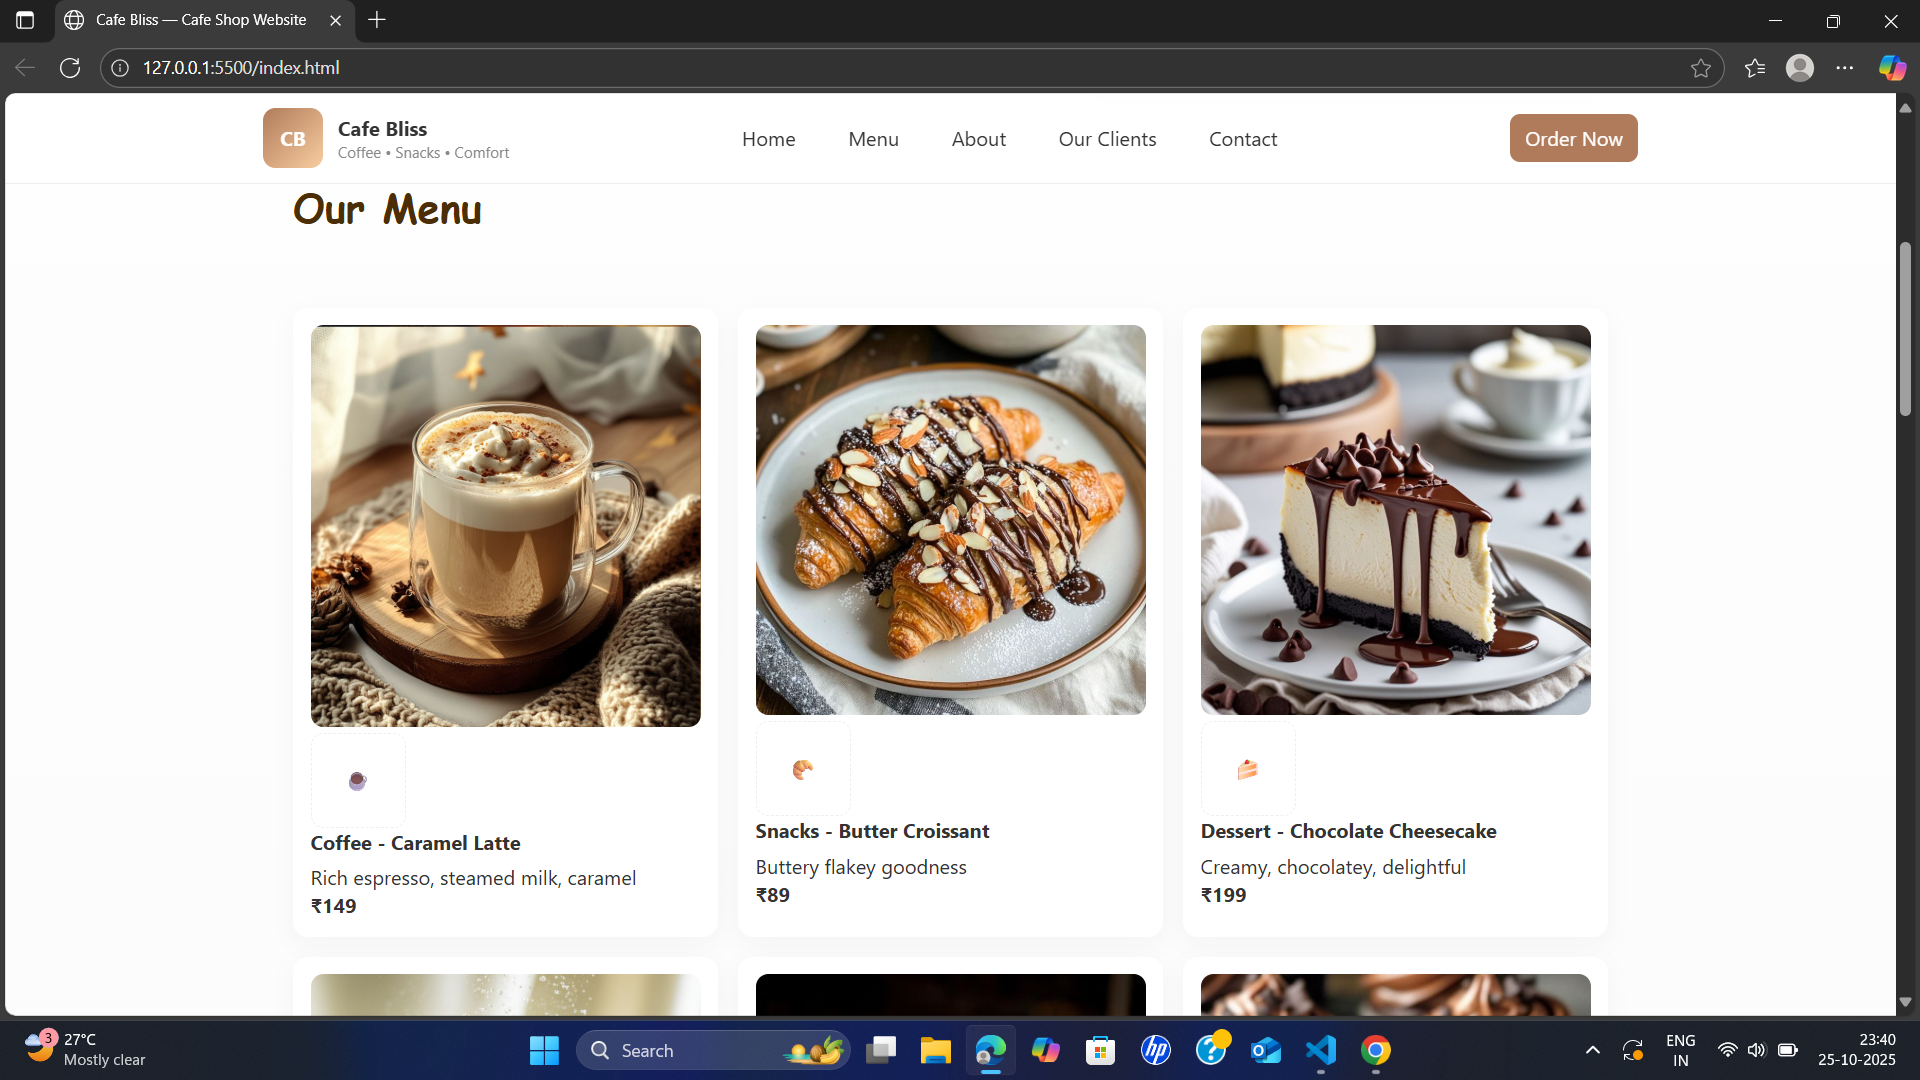 Cafe Bliss — Cafe Shop Website
127.0.0.1:5500/index.html
CB
Cafe Bliss
Coffee • Snacks • Comfort
Home
Menu
About
Our Clients
Contact
Order Now
Our Menu
Coffee - Caramel Latte
Rich espresso, steamed milk, caramel
₹149
Snacks - Butter Croissant
Buttery flakey goodness
₹89
Dessert - Chocolate Cheesecake
Creamy, chocolatey, delightful
₹199
3
27°C
Mostly clear
Search
hp
ENG
IN
23:40
25-10-2025